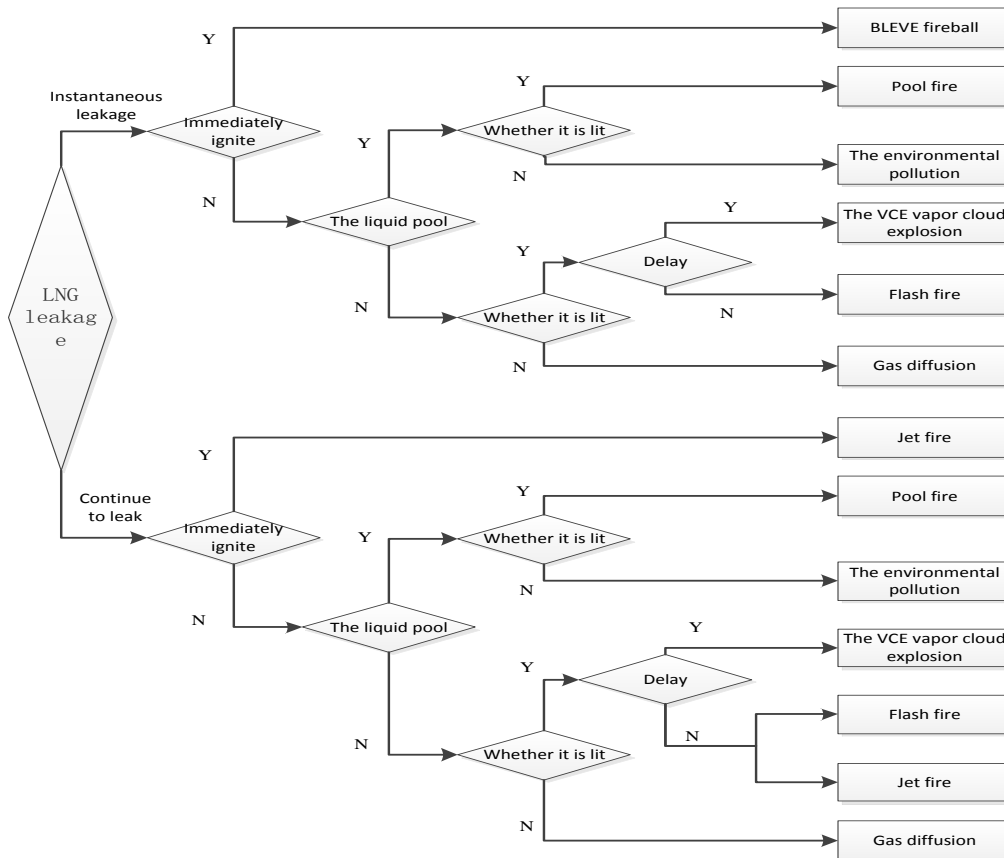 BLEVE fireball
Y
Y
Pool fire
Instantaneous
leakage
Immediately
ignite
Y
Whether it is lit
The environmental
pollution
N
N
The liquid pool
Y
The VCE vapor cloud
explosion
Y
Delay
LNG
leakag
e
N
Whether it is lit
N
Flash fire
N
Gas diffusion
Jet fire
Y
Continue
to leak
Y
Pool fire
Immediately
ignite
Y
Whether it is lit
N
The environmental
pollution
N
The liquid pool
Y
The VCE vapor cloud
explosion
Y
Delay
Flash fire
N
N
Whether it is lit
Jet fire
N
Gas diffusion